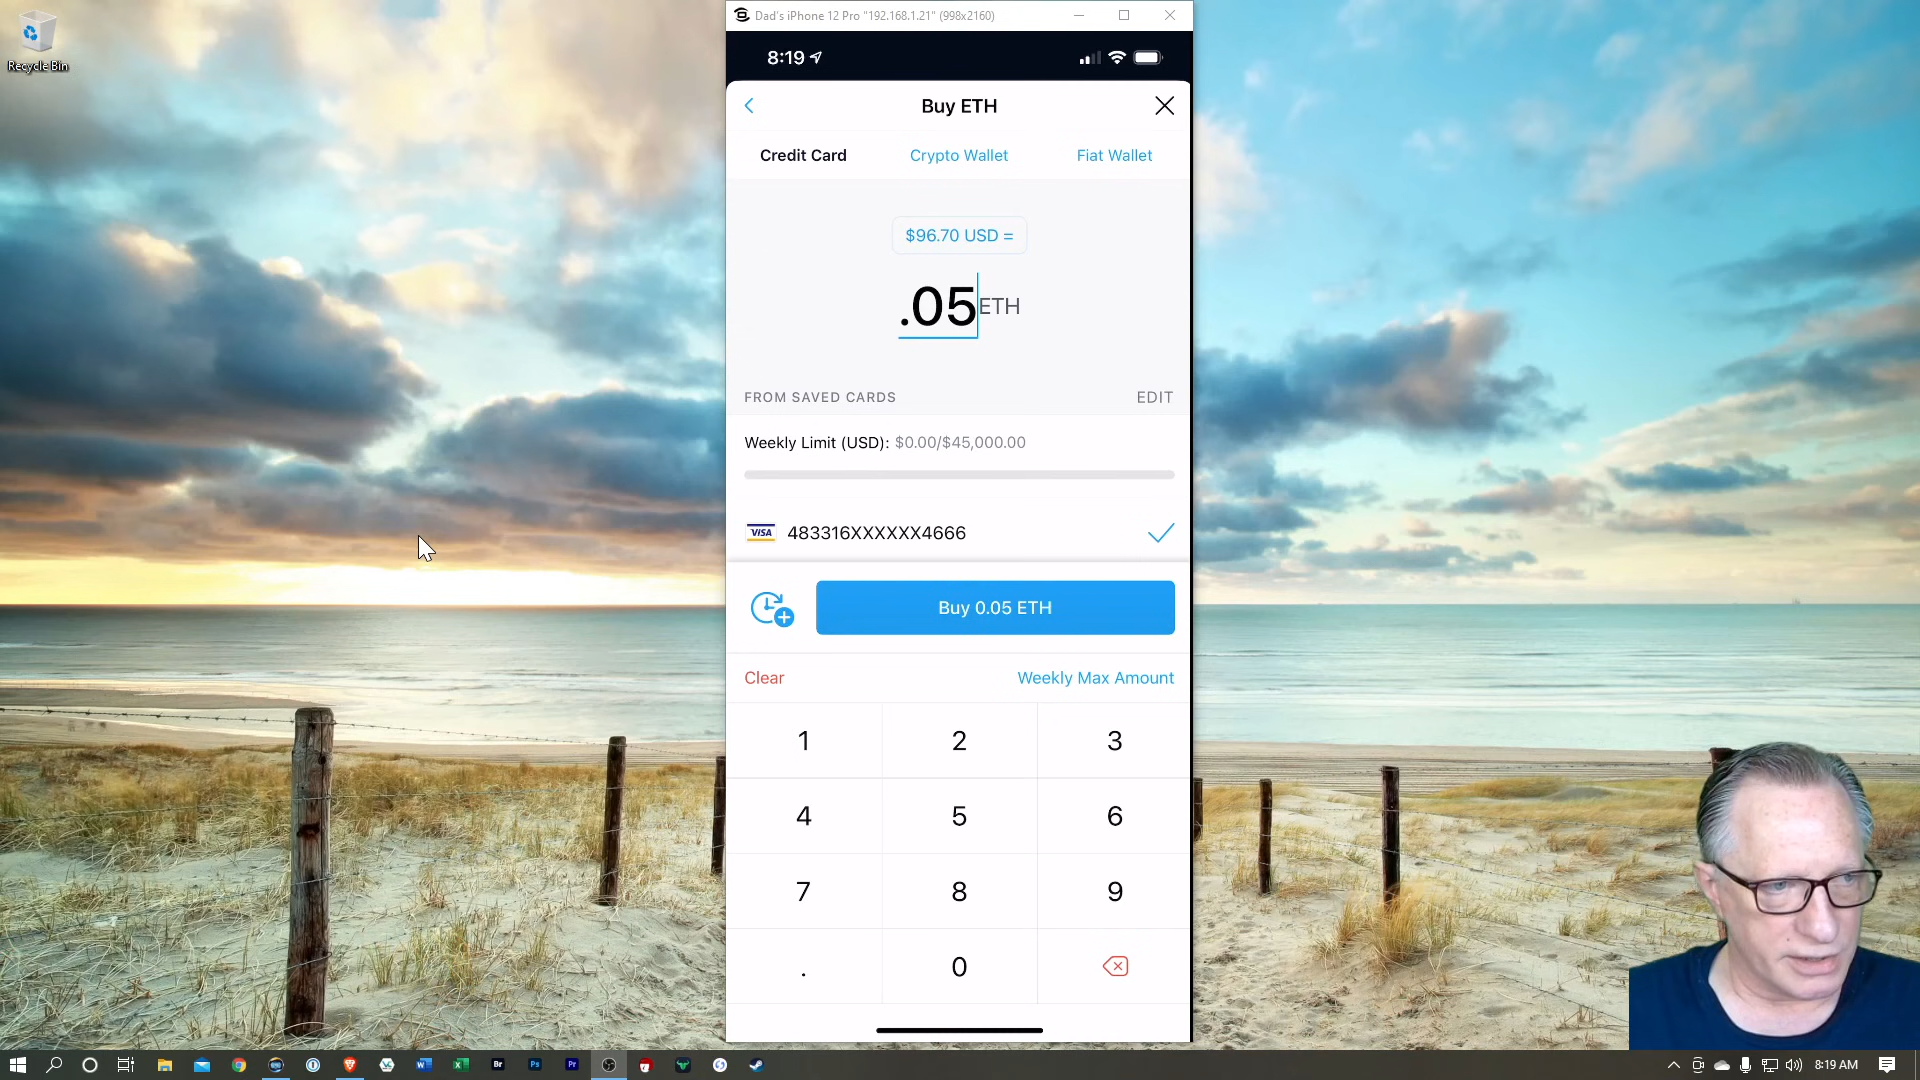 Recycle Bin
Dad's iPhone 12 Pro "192.168.1.21" (998x2160)
8:19
Buy ETH
Credit Card
Crypto Wallet
Fiat Wallet
$96.70 USD =
.05 ETH
FROM SAVED CARDS
EDIT
Weekly Limit (USD): $0.00/$45,000.00
VISA 483316XXXXXX4666
Buy 0.05 ETH
Clear
Weekly Max Amount
1 2 3
4 5 6
7 8 9
. 0
Br Ps Pr
8:19 AM